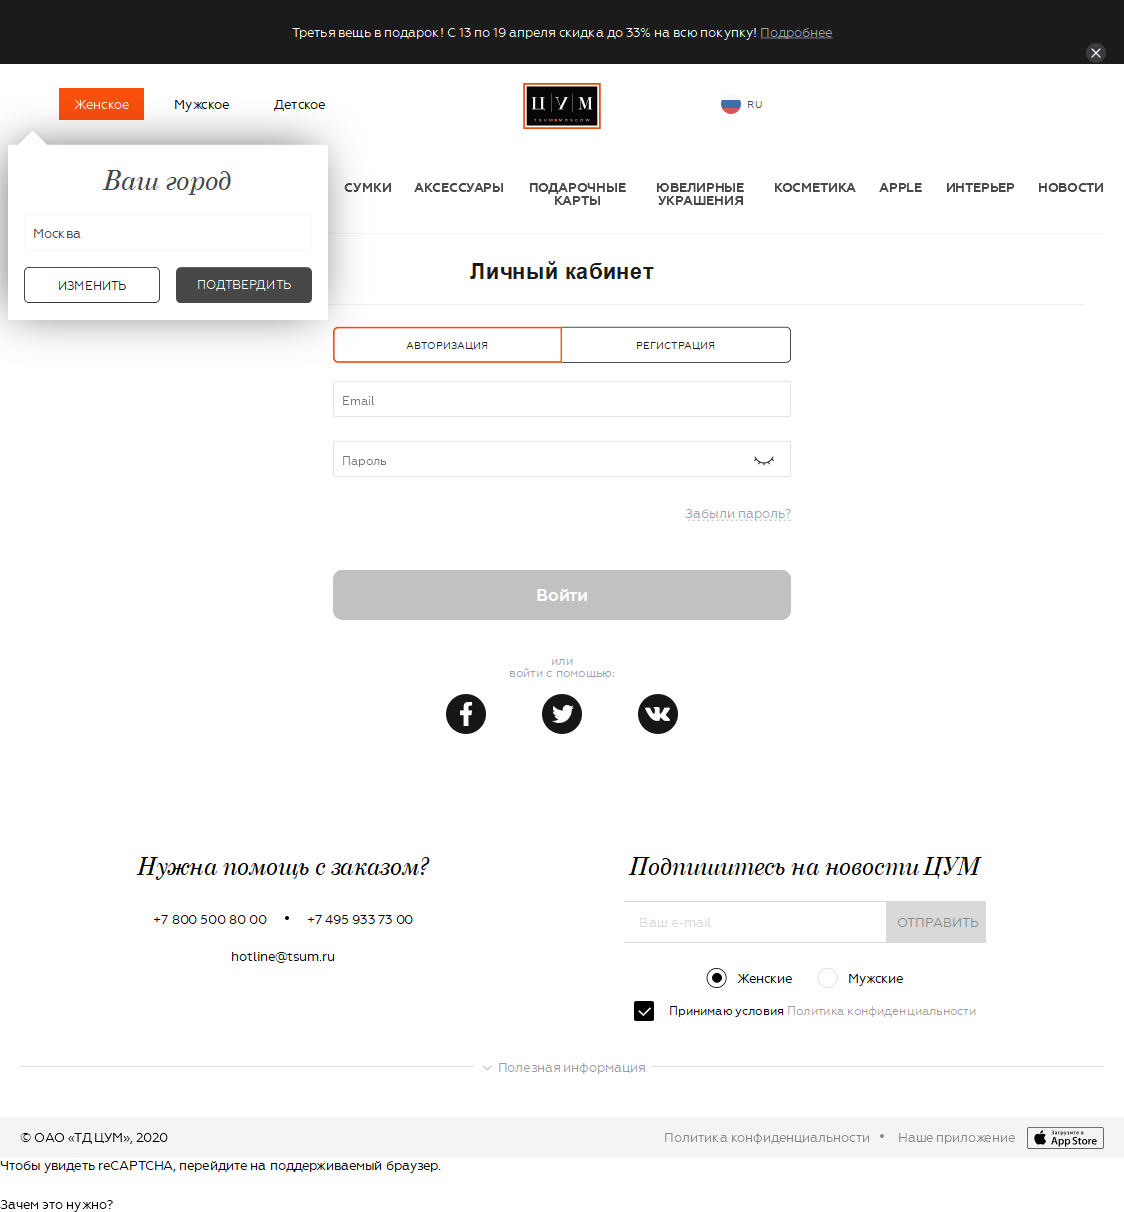 Третья вещь в подарок! С 13 по 19 апреля скидка до 33% на всю покупку! Подробнее
Женское
Мужское
Детское
ЦУМ
TSUM MOSCOW
RU
Ваш город
Москва
ИЗМЕНИТЬ
ПОДТВЕРДИТЬ
СУМКИ
АКСЕССУАРЫ
ПОДАРОЧНЫЕ
КАРТЫ
ЮВЕЛИРНЫЕ
УКРАШЕНИЯ
КОСМЕТИКА
APPLE
ИНТЕРЬЕР
НОВОСТИ
Личный кабинет
АВТОРИЗАЦИЯ
РЕГИСТРАЦИЯ
Email
Пароль
Забыли пароль?
Войти
или
войти с помощью:
Нужна помощь с заказом?
+7 800 500 80 00 • +7 495 933 73 00
hotline@tsum.ru
Подпишитесь на новости ЦУМ
Ваш e-mail
ОТПРАВИТЬ
Женские
Мужские
Принимаю условия Политика конфиденциальности
Полезная информация
© ОАО «ТД ЦУМ», 2020
Политика конфиденциальности • Наше приложение
Загрузите в
App Store
Чтобы увидеть reCAPTCHA, перейдите на поддерживаемый браузер.
Зачем это нужно?